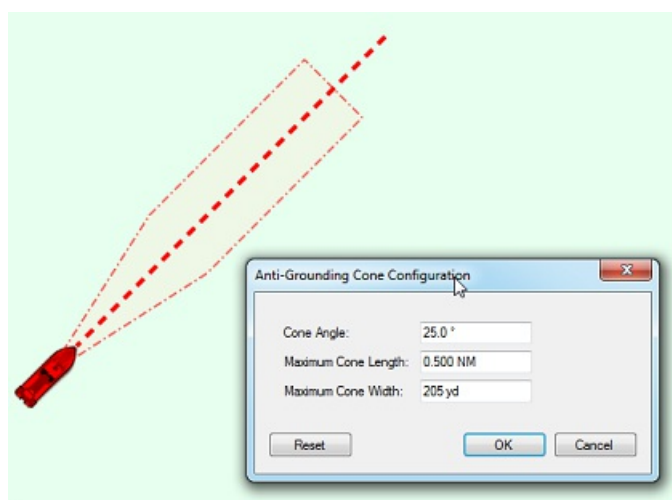 Anti-Grounding Cone Configuration
Cone Angle: 25.0 °
Maximum Cone Length: 0.500 NM
Maximum Cone Width: 205 yd
Reset OK Cancel